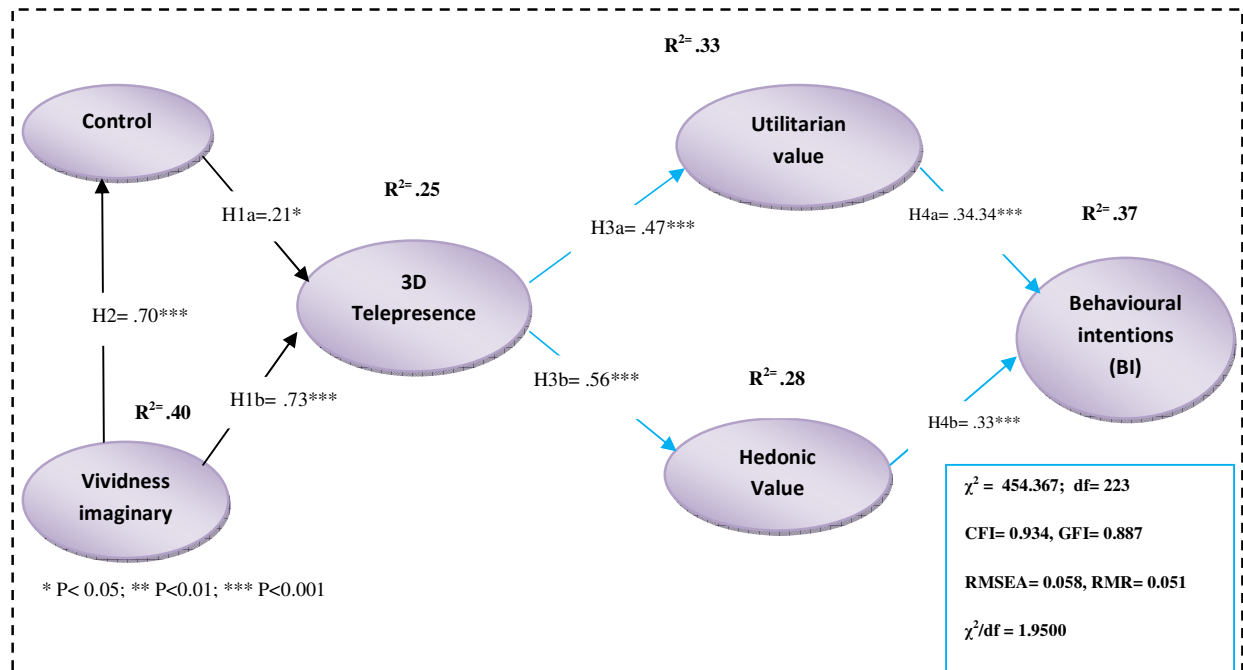 R²= .33
Control
Utilitarian
value
R²= .25
H1a=.21*
H3a= .47***
H4a= .34.34***
R²= .37
3D
Telepresence
H2= .70***
Behavioural
intentions
(BI)
H1b= .73***
H3b= .56***
R²= .28
R²= .40
H4b= .33***
Vividness
imaginary
Hedonic
Value
* P< 0.05; ** P<0.01; *** P<0.001
χ² = 454.367; df= 223
CFI= 0.934, GFI= 0.887
RMSEA= 0.058, RMR= 0.051
χ²/df = 1.9500